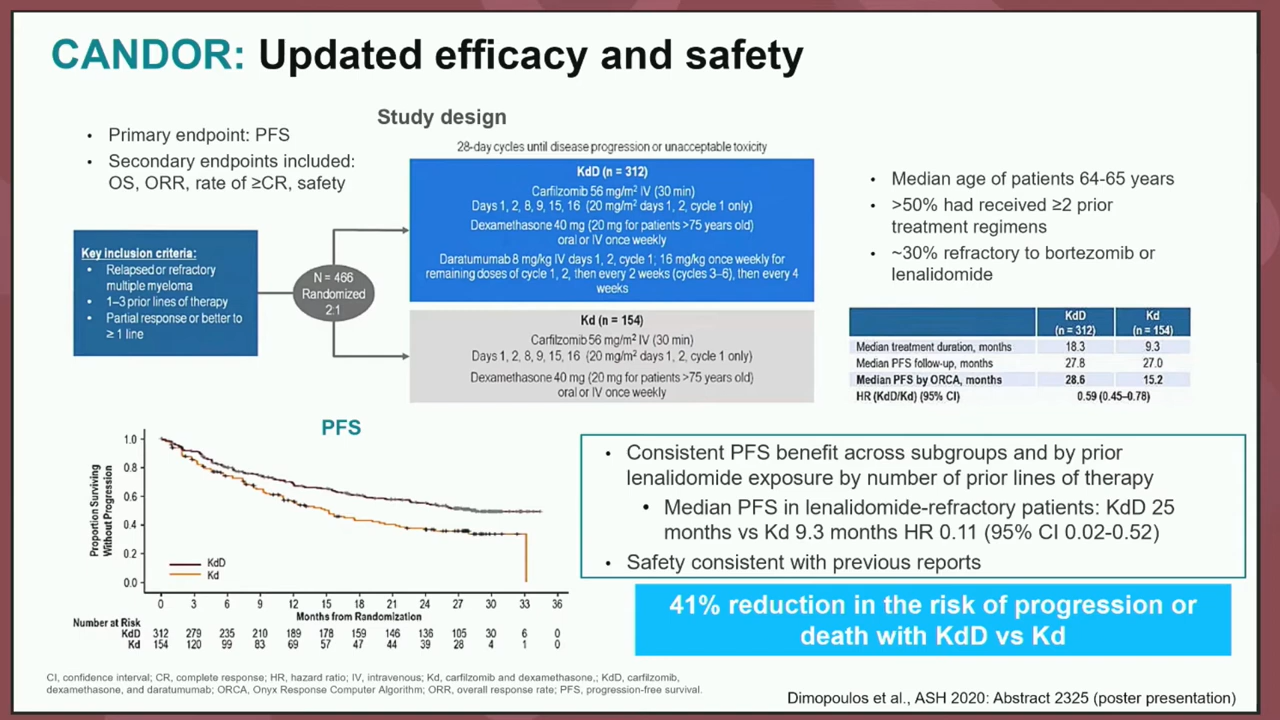 CANDOR: Updated efficacy and safety
• Primary endpoint: PFS
• Secondary endpoints included:
OS, ORR, rate of ≥CR, safety
Study design
28-day cycles until disease progression or unacceptable toxicity
Key inclusion criteria:
• Relapsed or refractory
multiple myeloma
• 1–3 prior lines of therapy
• Partial response or better to
≥ 1 line
N = 466
Randomized
2:1
KdD (n = 312)
Carfilzomib 56 mg/m² IV (30 min)
Days 1, 2, 8, 9, 15, 16 (20 mg/m² days 1, 2, cycle 1 only)
Dexamethasone 40 mg (20 mg for patients >75 years old)
oral or IV once weekly
Daratumumab 8 mg/kg IV days 1, 2, cycle 1; 16 mg/kg once weekly for
remaining doses of cycle 1, 2, then every 2 weeks (cycles 3–6), then every 4
weeks
Kd (n = 154)
Carfilzomib 56 mg/m² IV (30 min)
Days 1, 2, 8, 9, 15, 16 (20 mg/m² days 1, 2, cycle 1 only)
Dexamethasone 40 mg (20 mg for patients >75 years old)
oral or IV once weekly
• Median age of patients 64-65 years
• >50% had received ≥2 prior
treatment regimens
• ~30% refractory to bortezomib or
lenalidomide
KdD Kd
(n = 312) (n = 154)
Median treatment duration, months 18.3 9.3
Median PFS follow-up, months 27.8 27.0
Median PFS by ORCA, months 28.6 15.2
HR (KdD/Kd) (95% CI) 0.59 (0.45–0.78)
PFS
Proportion Surviving
Without Progression
1.0
0.8
0.6
0.4
0.2
0.0
KdD
Kd
0 3 6 9 12 15 18 21 24 27 30 33 36
Months from Randomization
Number at Risk
KdD 312 279 235 210 189 178 159 146 136 105 30 6 0
Kd 154 120 99 83 69 57 47 44 39 28 4 1 0
• Consistent PFS benefit across subgroups and by prior
lenalidomide exposure by number of prior lines of therapy
• Median PFS in lenalidomide-refractory patients: KdD 25
months vs Kd 9.3 months HR 0.11 (95% CI 0.02-0.52)
• Safety consistent with previous reports
41% reduction in the risk of progression or
death with KdD vs Kd
CI, confidence interval; CR, complete response; HR, hazard ratio; IV, intravenous; Kd, carfilzomib and dexamethasone,; KdD, carfilzomib,
dexamethasone, and daratumumab; ORCA, Onyx Response Computer Algorithm; ORR, overall response rate; PFS, progression-free survival.
Dimopoulos et al., ASH 2020: Abstract 2325 (poster presentation)